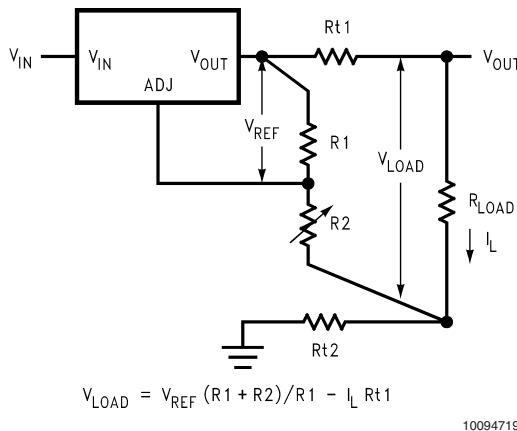 V_IN
V_IN
V_OUT
ADJ
Rt1
V_OUT
V_REF
R1
V_LOAD
R2
R_LOAD
I_L
Rt2
V_LOAD = V_REF (R1 + R2)/R1 - I_L Rt1
10094719